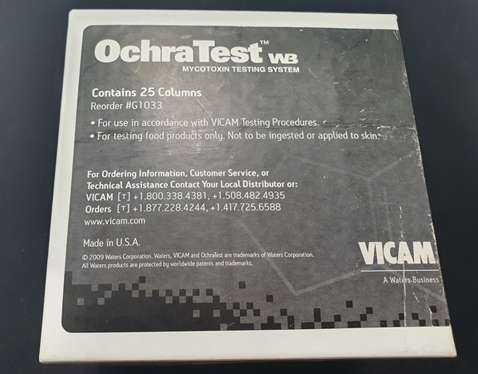 OchraTest™ WB
MYCOTOXIN TESTING SYSTEM
Contains 25 Columns
Reorder #G1033
• For use in accordance with VICAM Testing Procedures.
• For testing food products only. Not to be ingested or applied to skin.
For Ordering Information, Customer Service, or
Technical Assistance Contact Your Local Distributor or:
VICAM [T] +1.800.338.4381, +1.508.482.4935
Orders [T] +1.877.228.4244, +1.417.725.6588
www.vicam.com
Made in U.S.A.
© 2009 Waters Corporation. Waters, VICAM and OchraTest are trademarks of Waters Corporation.
All Waters products are protected by worldwide patents and trademarks.
VICAM
A Waters Business